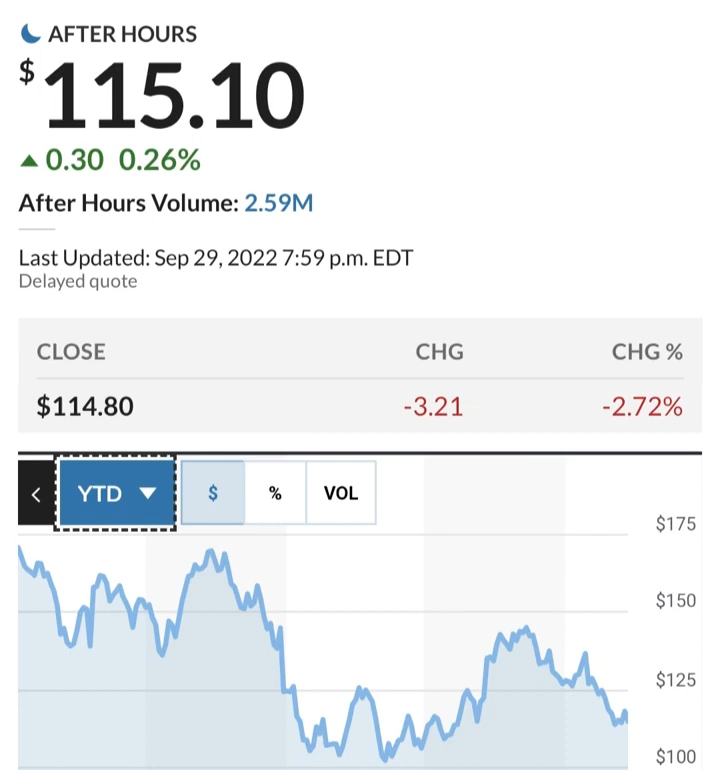 AFTER HOURS
$115.10
0.30 0.26%
After Hours Volume: 2.59M
Last Updated: Sep 29, 2022 7:59 p.m. EDT
Delayed quote
CLOSE CHG CHG %
$114.80 -3.21 -2.72%
YTD $ % VOL
$175
$150
$125
$100